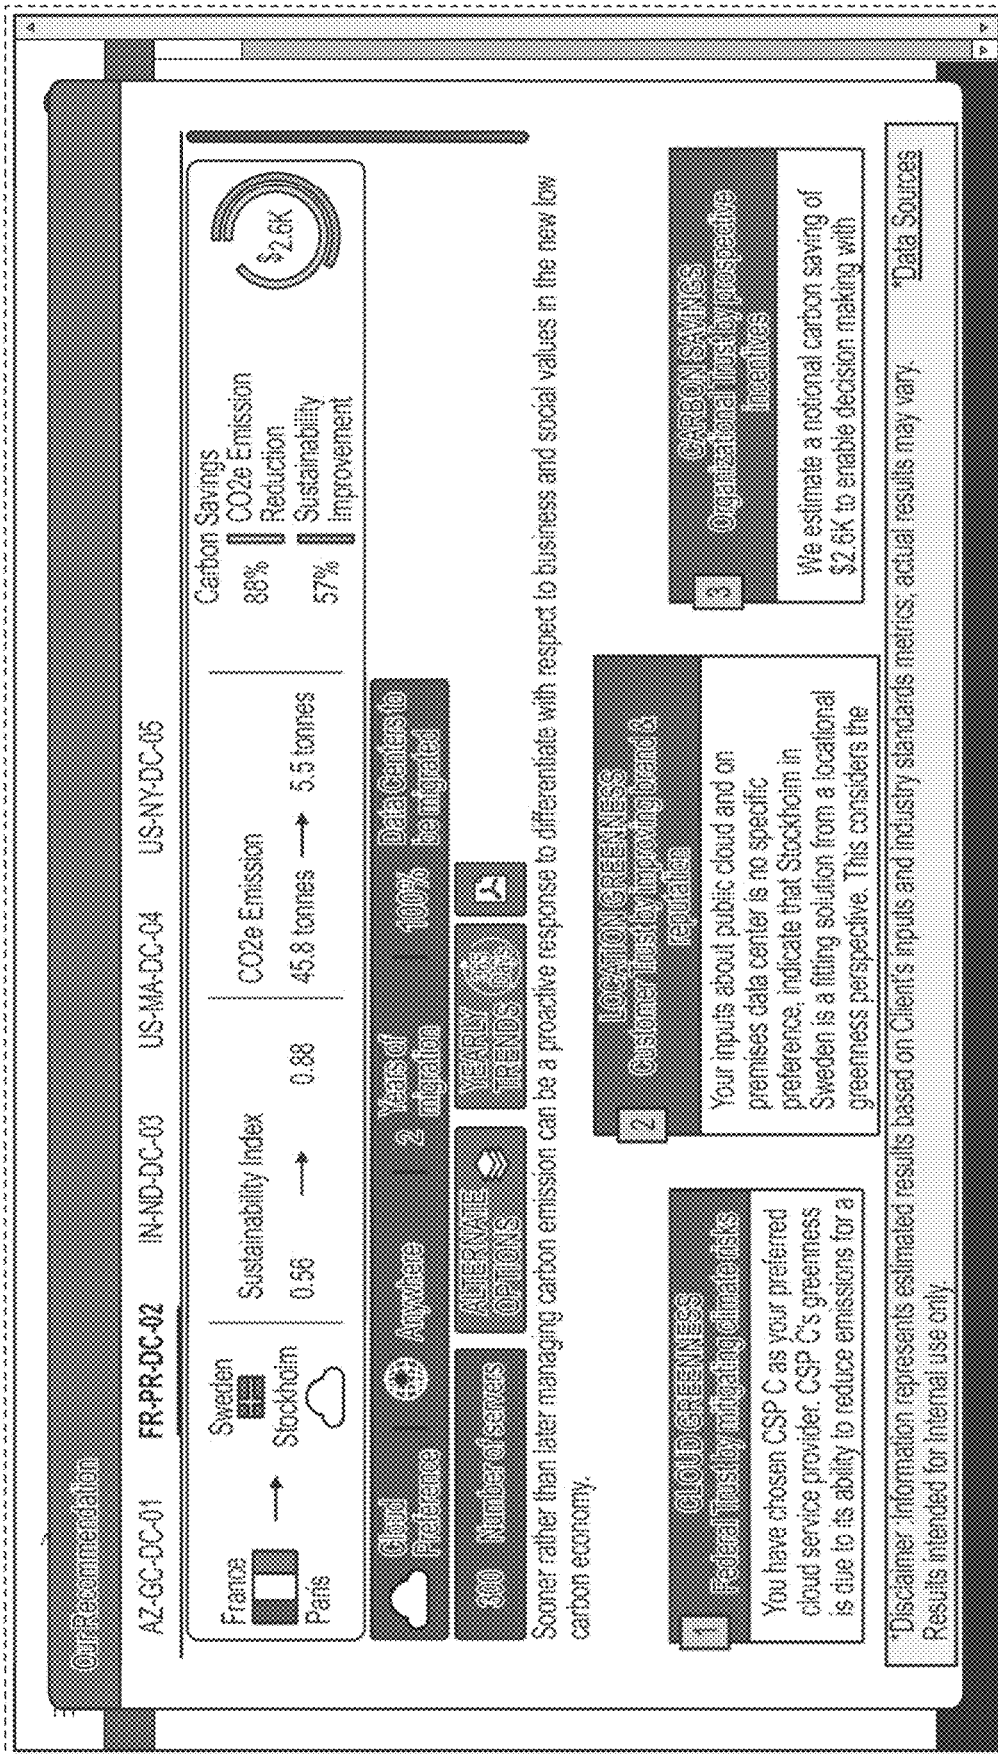 Our Recommendation
AZ-GC-DC-01 FR-PR-DC-02 IN-ND-DC-03 US-MA-DC-04 US-NY-DC-05
France
Paris
Sweden
Stockholm
Sustainability Index
0.56 → 0.88
CO2e Emission
45.8 tonnes → 5.5 tonnes
Carbon Savings
88% CO2e Emission
Reduction
57% Sustainability
Improvement
$2.6K
Cloud
Preference
Anywhere
2 Years of
migration
100% Data Centers to
be migrated
300 Number of servers
ALTERNATE
OPTIONS
YEARLY
TRENDS
Sooner rather than later managing carbon emission can be a proactive response to differentiate with respect to business and social values in the new low
carbon economy.
1
CLOUD GREENNESS
Federal Trust by mitigating climate risks
You have chosen CSP C as your preferred
cloud service provider. CSP C's greenness
is due to its ability to reduce emissions for a
2
LOCATION GREENNESS
Customer Trust by improving brand &
reputation
Your inputs about public cloud and on
premises data center is no specific
preference, indicate that Stockholm in
Sweden is a fitting solution from a locational
greenness perspective. This considers the
3
CARBON SAVINGS
Organizational Trust by prospective
incentives
We estimate a notional carbon saving of
$2.6K to enable decision making with
*Disclaimer .Information represents estimated results based on Client's inputs and industry standards metrics; actual results may vary.
Results intended for Internal use only.
*Data Sources